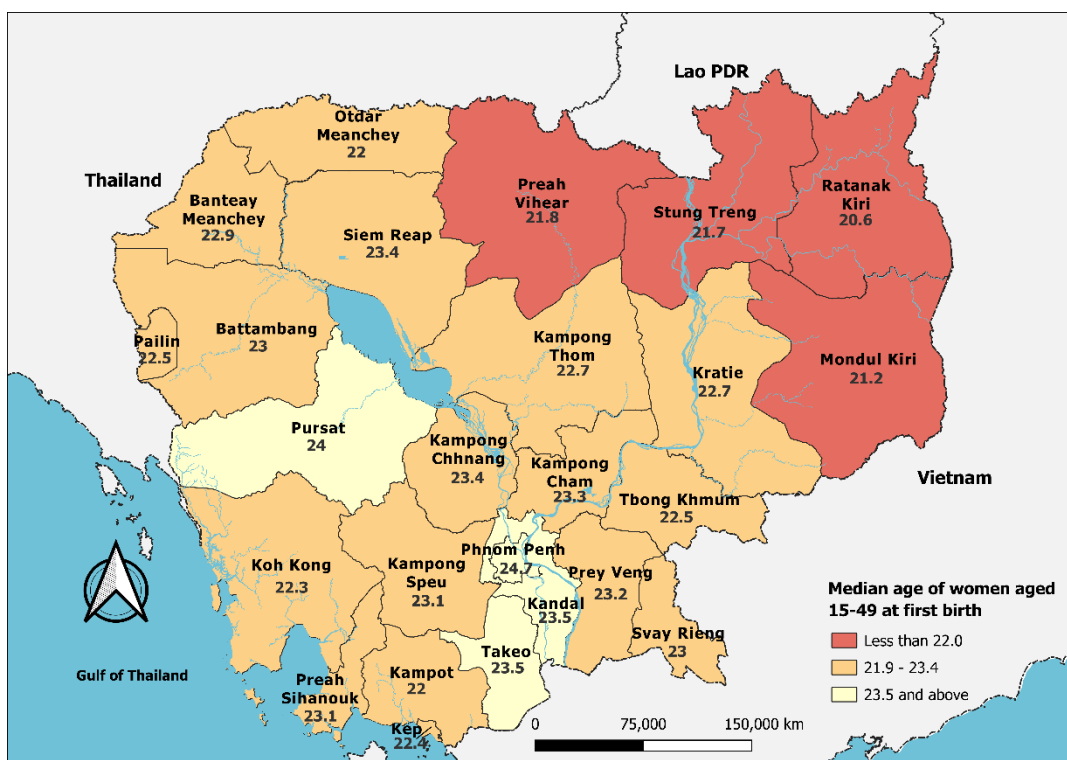 Lao PDR
Thailand
Otdar
Meanchey
22
Banteay
Meanchey
22.9
Siem Reap
23.4
Preah
Vihear
21.8
Stung Treng
21.7
Ratanak
Kiri
20.6
Pailin
22.5
Battambang
23
Kampong
Thom
22.7
Kratie
22.7
Mondul Kiri
21.2
Pursat
24
Kampong
Chhnang
23.4
Kampong
Cham
23.3
Tbong Khmum
22.5
Vietnam
Koh Kong
22.3
Kampong
Speu
23.1
Phnom Penh
24.7
Prey Veng
23.2
Kandal
23.5
Svay Rieng
23
Takeo
23.5
Gulf of Thailand
Preah
Sihanouk
23.1
Kampot
22
Kep
22.4
Median age of women aged
15-49 at first birth
Less than 22.0
21.9 - 23.4
23.5 and above
0 75,000 150,000 km